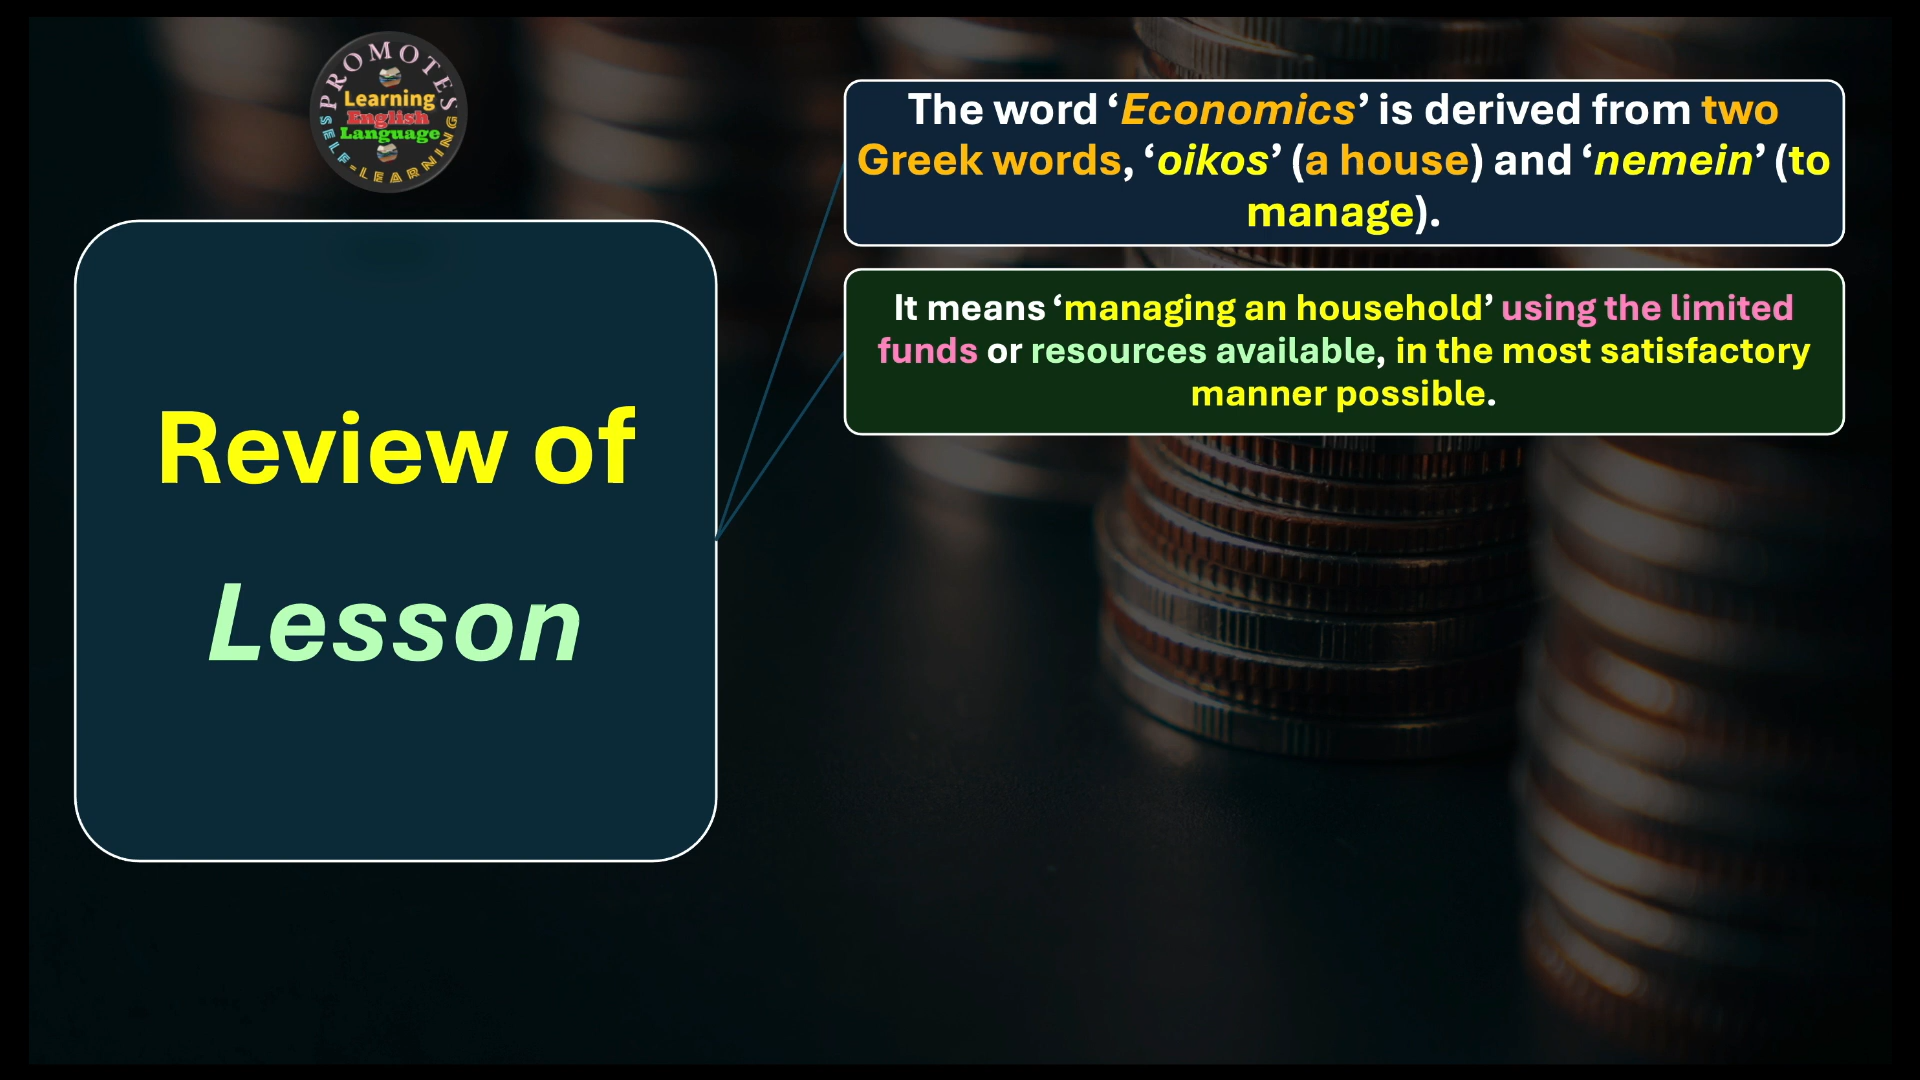 PROMOTES
Learning
English
Language
SELF-LEARNING
Review of
Lesson
The word ‘Economics’ is derived from two
Greek words, ‘oikos’ (a house) and ‘nemein’ (to
manage).
It means ‘managing an household’ using the limited
funds or resources available, in the most satisfactory
manner possible.